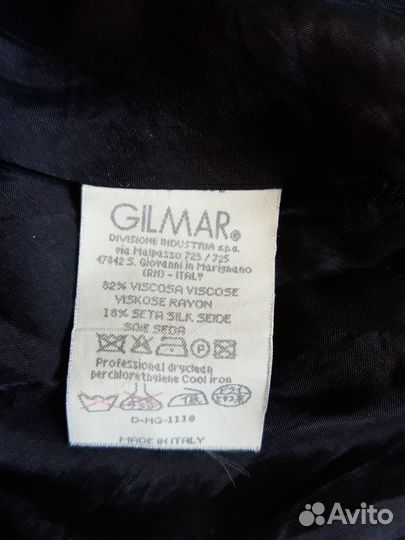 GILMAR®
DIVISIONE INDUSTRIA s.p.a.
via Malpasso 723 / 725
47842 S. Giovanni in Marignano
(RN) - ITALY
82% VISCOSA VISCOSE
VISKOSE RAYON
18% SETA SILK SEIDE
SOIE SEDA
A
Professional dryclean
perchlorethylene Cool iron
D-MG-1118
MADE IN ITALY
Avito